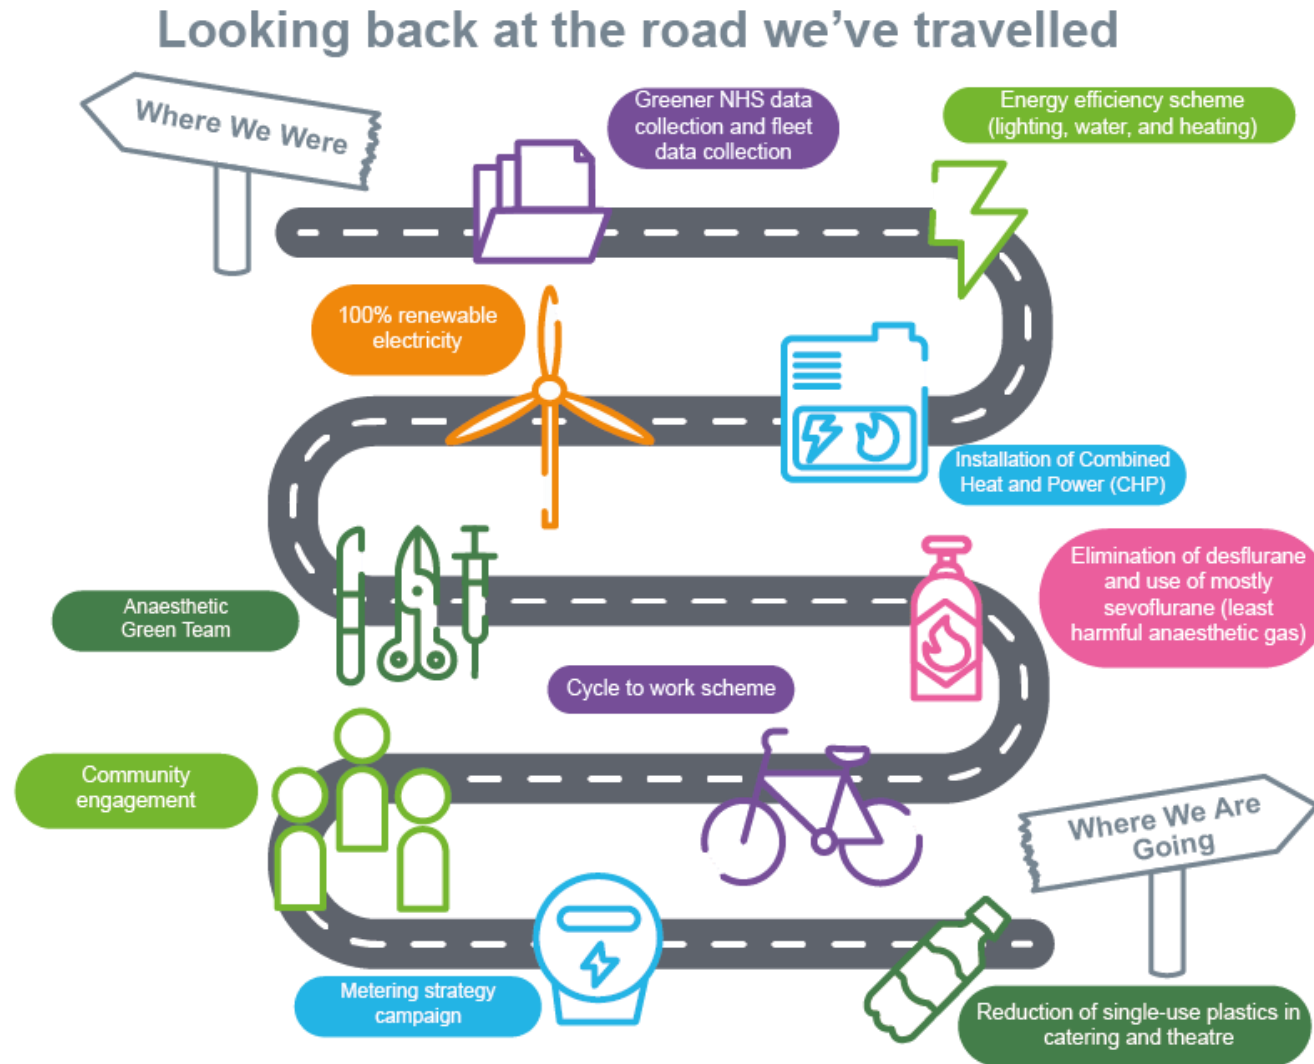 Looking back at the road we've travelled
Where We Were
Greener NHS data
collection and fleet
data collection
Energy efficiency scheme
(lighting, water, and heating)
100% renewable
electricity
Installation of Combined
Heat and Power (CHP)
Anaesthetic
Green Team
Elimination of desflurane
and use of mostly
sevoflurane (least
harmful anaesthetic gas)
Cycle to work scheme
Community
engagement
Where We Are
Going
Metering strategy
campaign
Reduction of single-use plastics in
catering and theatre